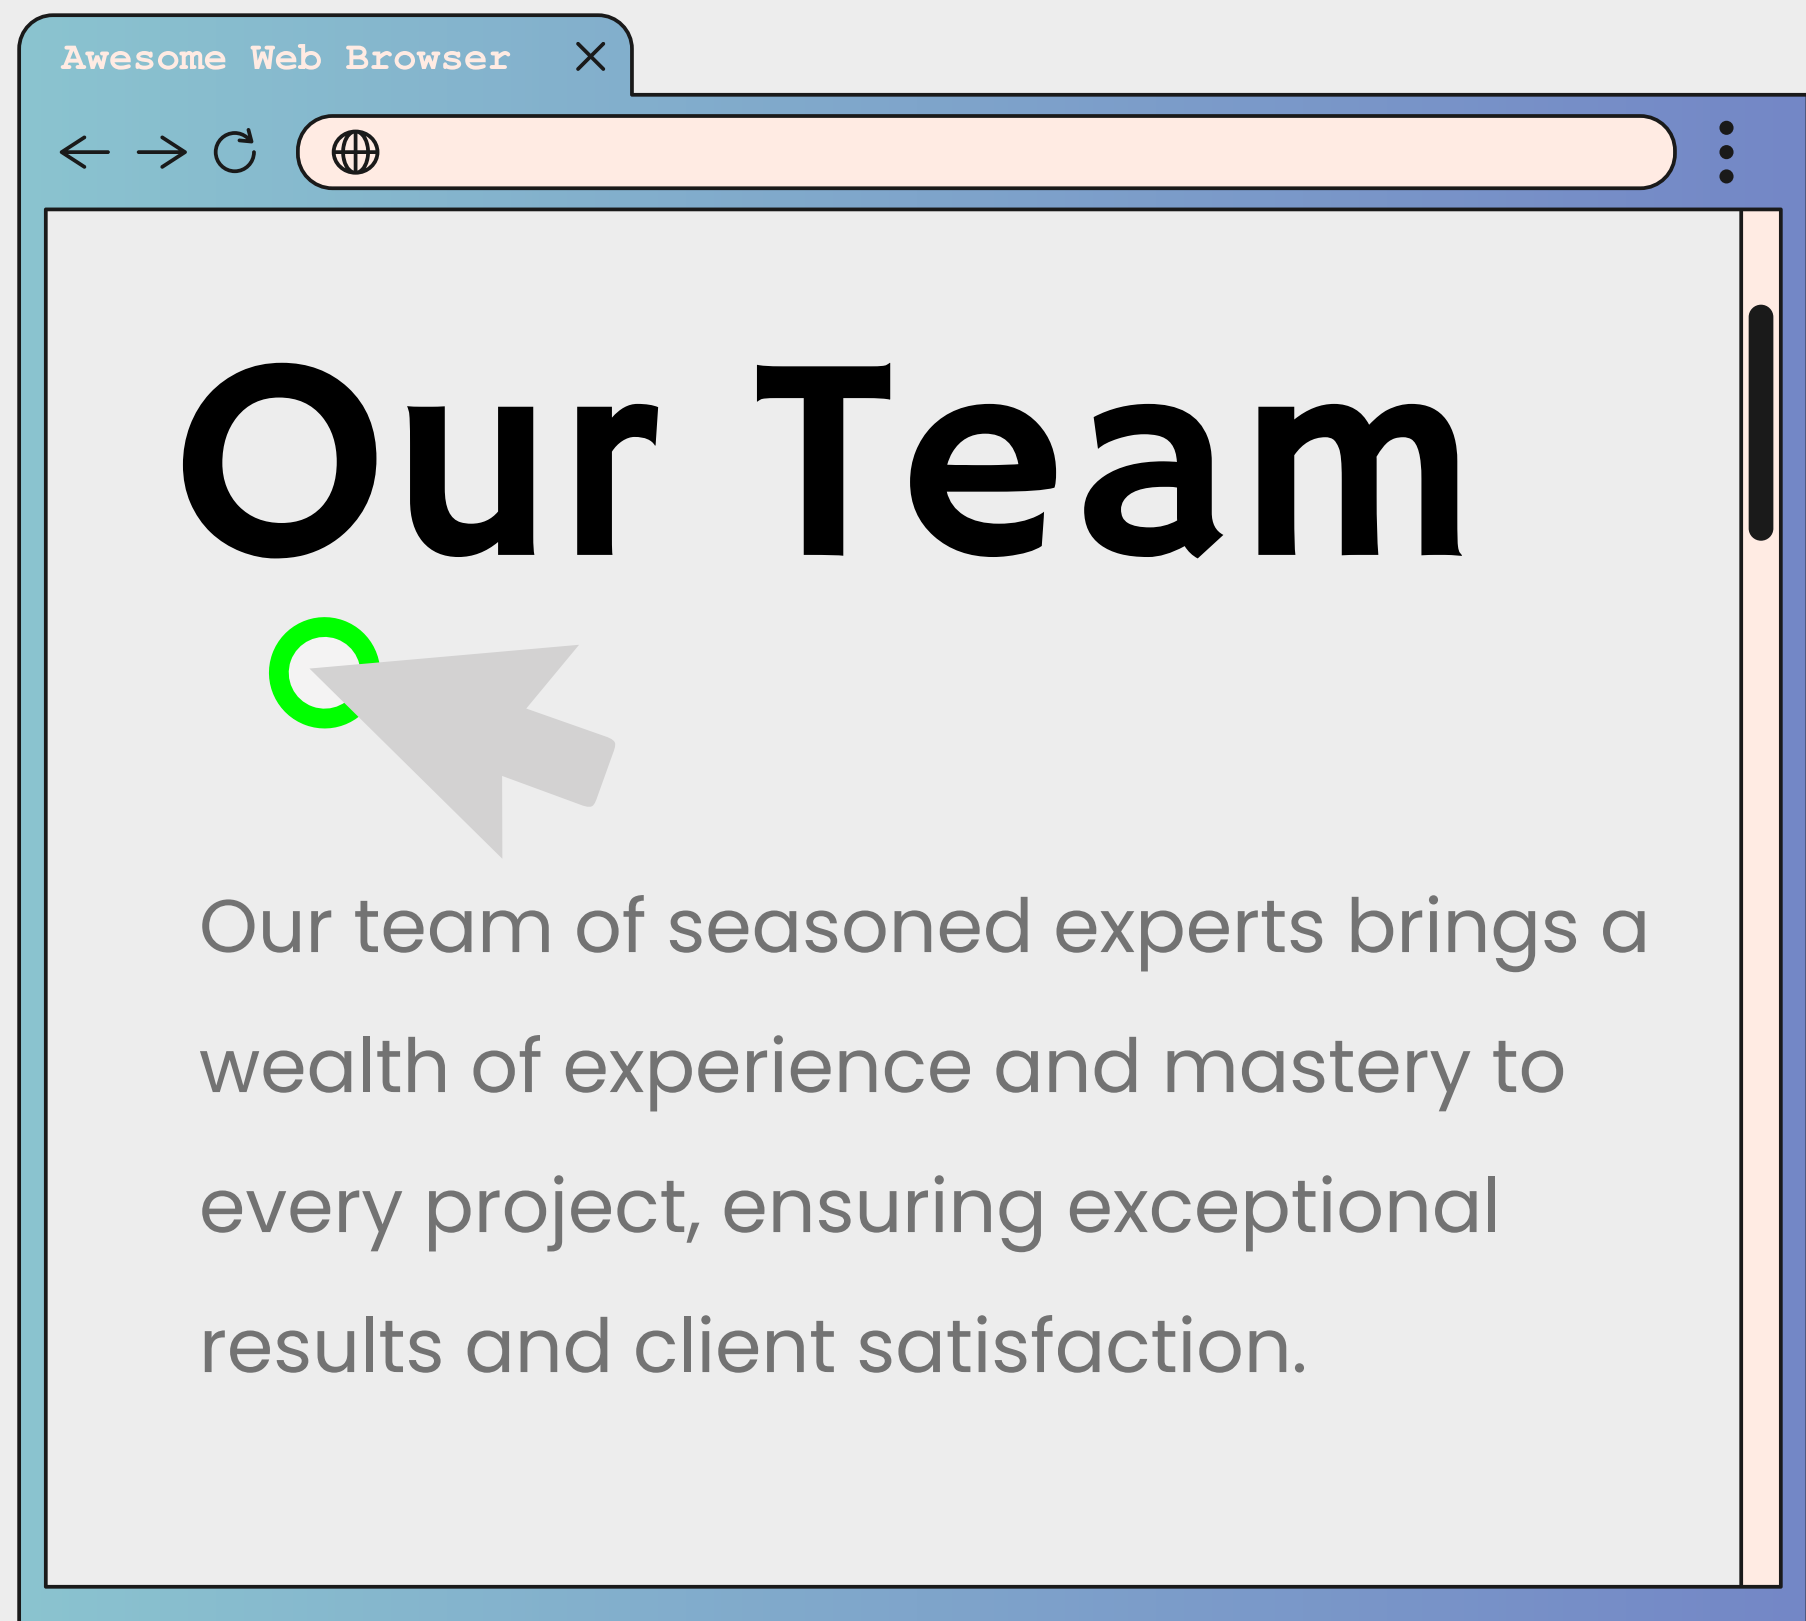 Awesome Web Browser
Our Team
Our team of seasoned experts brings a
wealth of experience and mastery to
every project, ensuring exceptional
results and client satisfaction.